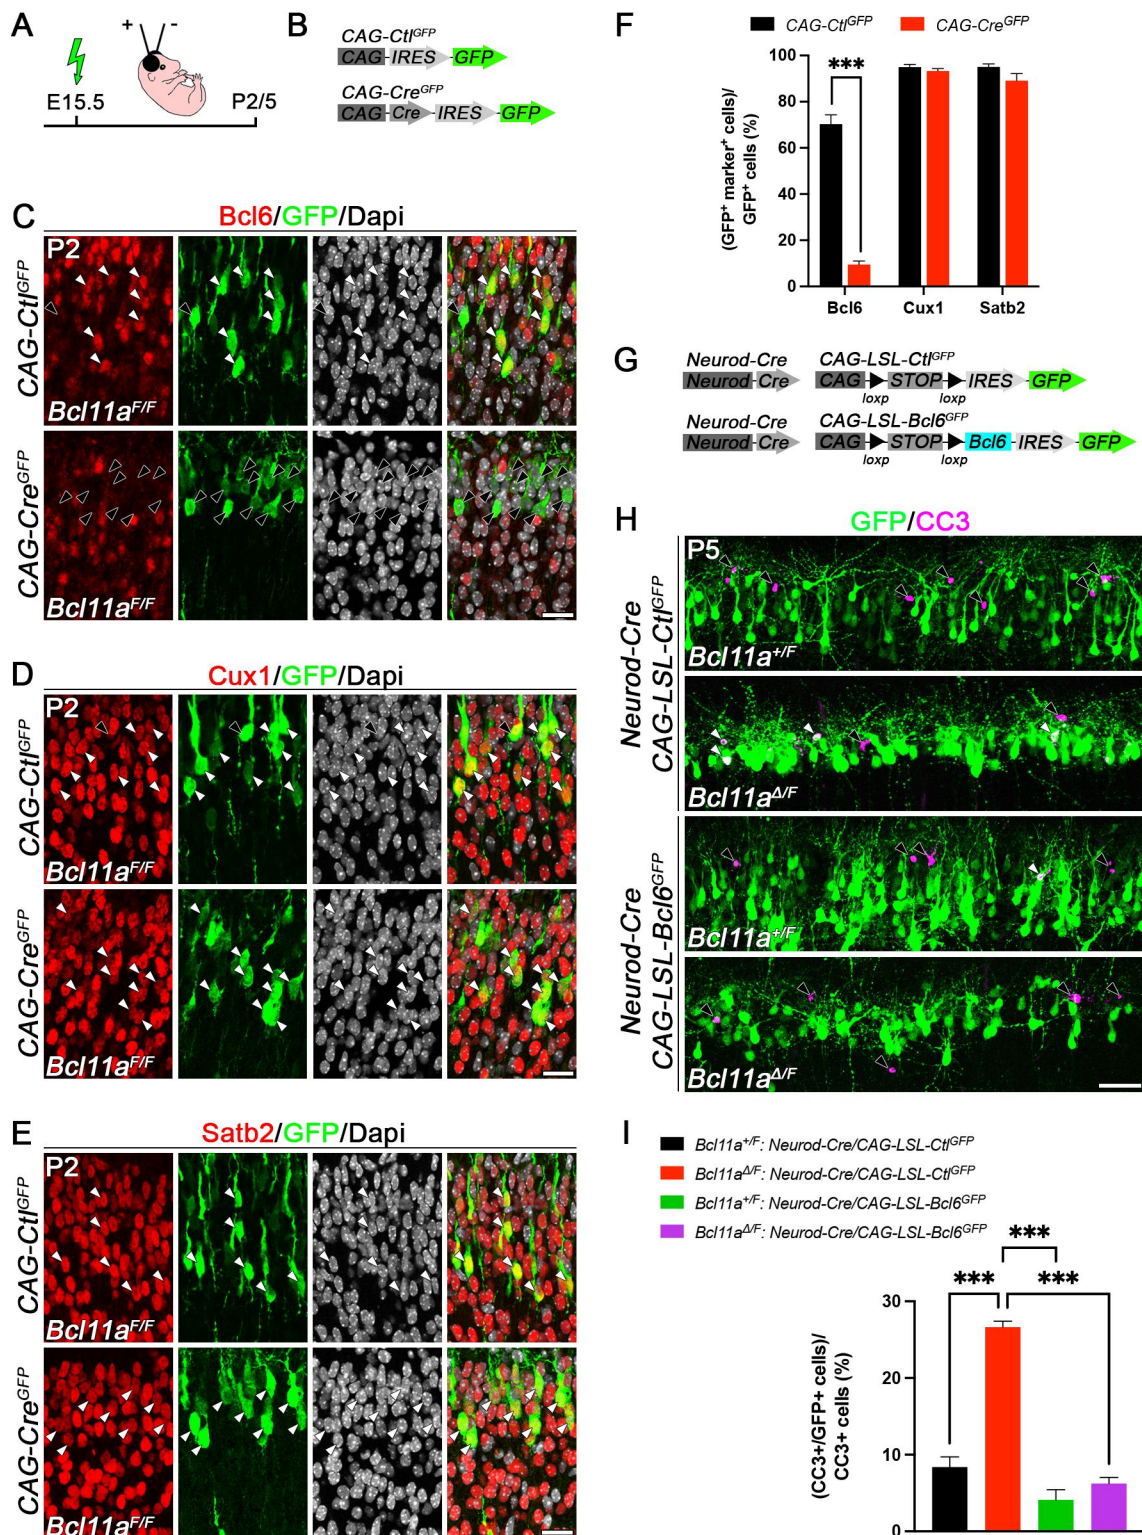 A
+ -
E15.5
P2/5
B
CAG-Ctl^GFP
CAG IRES GFP
CAG-Cre^GFP
CAG Cre IRES GFP
C
Bcl6/GFP/Dapi
CAG-Ctl^GFP
P2
Bcl11a^F/F
CAG-Cre^GFP
Bcl11a^F/F
D
Cux1/GFP/Dapi
CAG-Ctl^GFP
P2
Bcl11a^F/F
CAG-Cre^GFP
Bcl11a^F/F
E
Satb2/GFP/Dapi
CAG-Ctl^GFP
P2
Bcl11a^F/F
CAG-Cre^GFP
Bcl11a^F/F
F
CAG-Ctl^GFP
CAG-Cre^GFP
(GFP⁺ marker⁺ cells)/
GFP⁺ cells (%)
100
80
60
40
20
0
***
Bcl6 Cux1 Satb2
G
Neurod-Cre CAG-LSL-Ctl^GFP
Neurod Cre CAG STOP IRES GFP
loxp loxp
Neurod-Cre CAG-LSL-Bcl6^GFP
Neurod Cre CAG STOP Bcl6 IRES GFP
loxp loxp
H
GFP/CC3
Neurod-Cre
CAG-LSL-Ctl^GFP
P5
Bcl11a^+/F
Bcl11a^Δ/F
Neurod-Cre
CAG-LSL-Bcl6^GFP
Bcl11a^+/F
Bcl11a^Δ/F
I
Bcl11a^+/F: Neurod-Cre/CAG-LSL-Ctl^GFP
Bcl11a^Δ/F: Neurod-Cre/CAG-LSL-Ctl^GFP
Bcl11a^+/F: Neurod-Cre/CAG-LSL-Bcl6^GFP
Bcl11a^Δ/F: Neurod-Cre/CAG-LSL-Bcl6^GFP
(CC3+/GFP+ cells)/
CC3+ cells (%)
30
20
10
0
***
*** ***